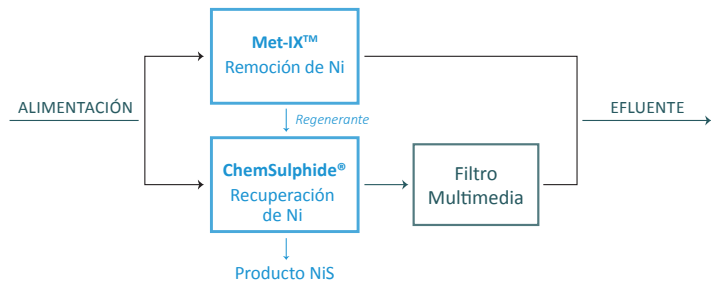 Met-IX™
Remoción de Ni
ALIMENTACIÓN
EFLUENTE
Regenerante
ChemSulphide®
Recuperación
de Ni
Filtro
Multimedia
Producto NiS